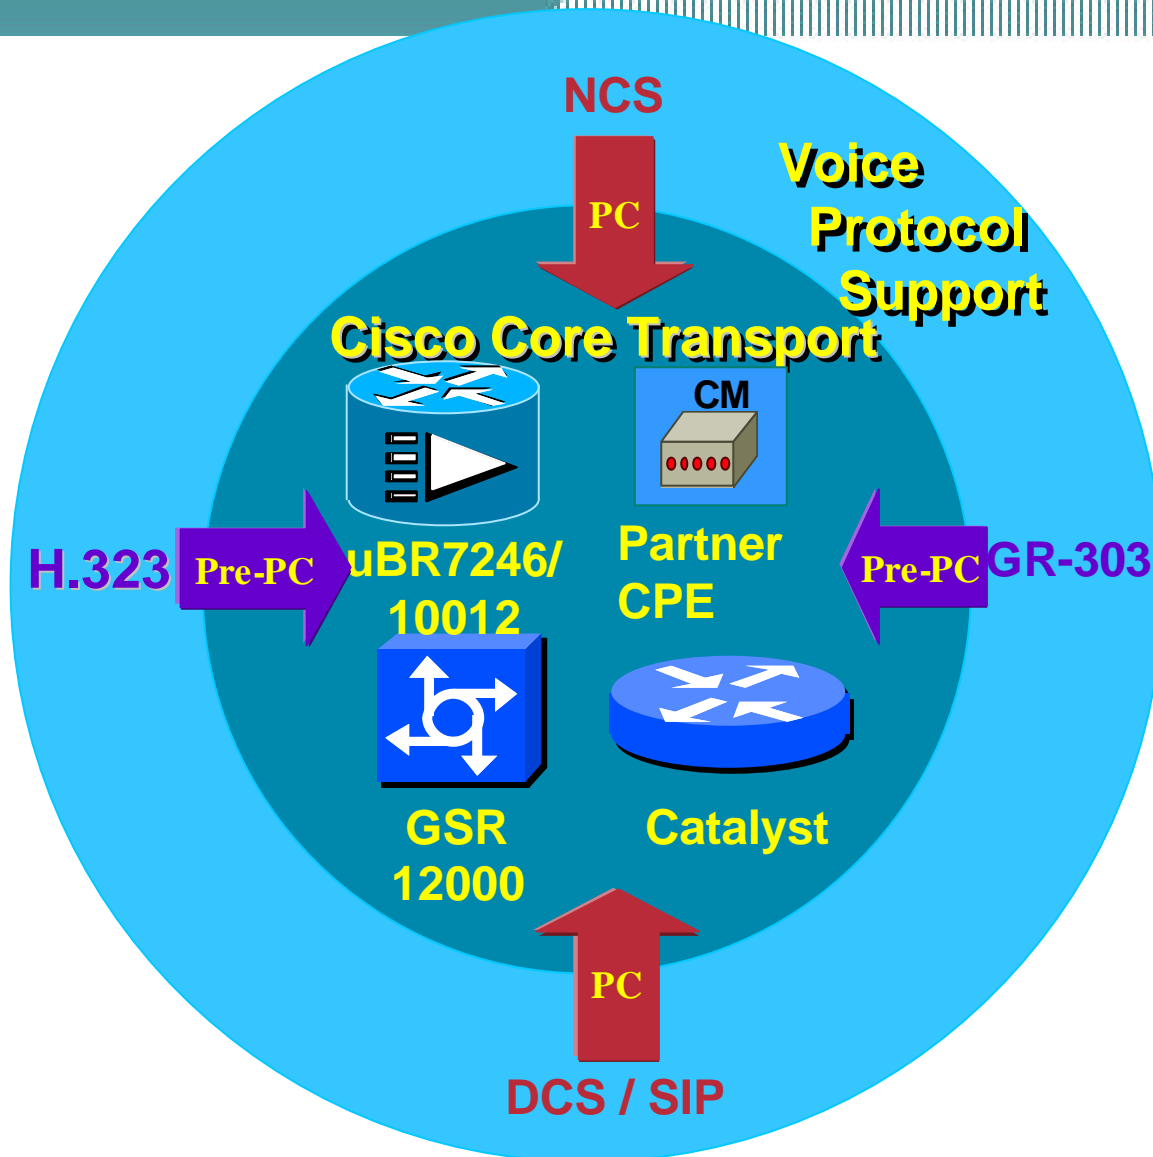 NCS
PC
Voice
Protocol
Support
Cisco Core Transport
CM
H.323
Pre-PC
uBR7246/
10012
Partner
CPE
Pre-PC
GR-303
GSR
12000
Catalyst
PC
DCS / SIP